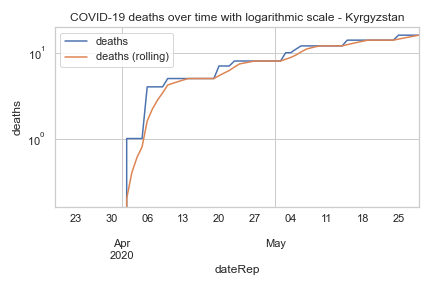 COVID-19 deaths over time with logarithmic scale - Kyrgyzstan
deaths
deaths (rolling)
10¹
10⁰
deaths
23 30 06 13 20 27 04 11 18 25
Apr May
2020
dateRep